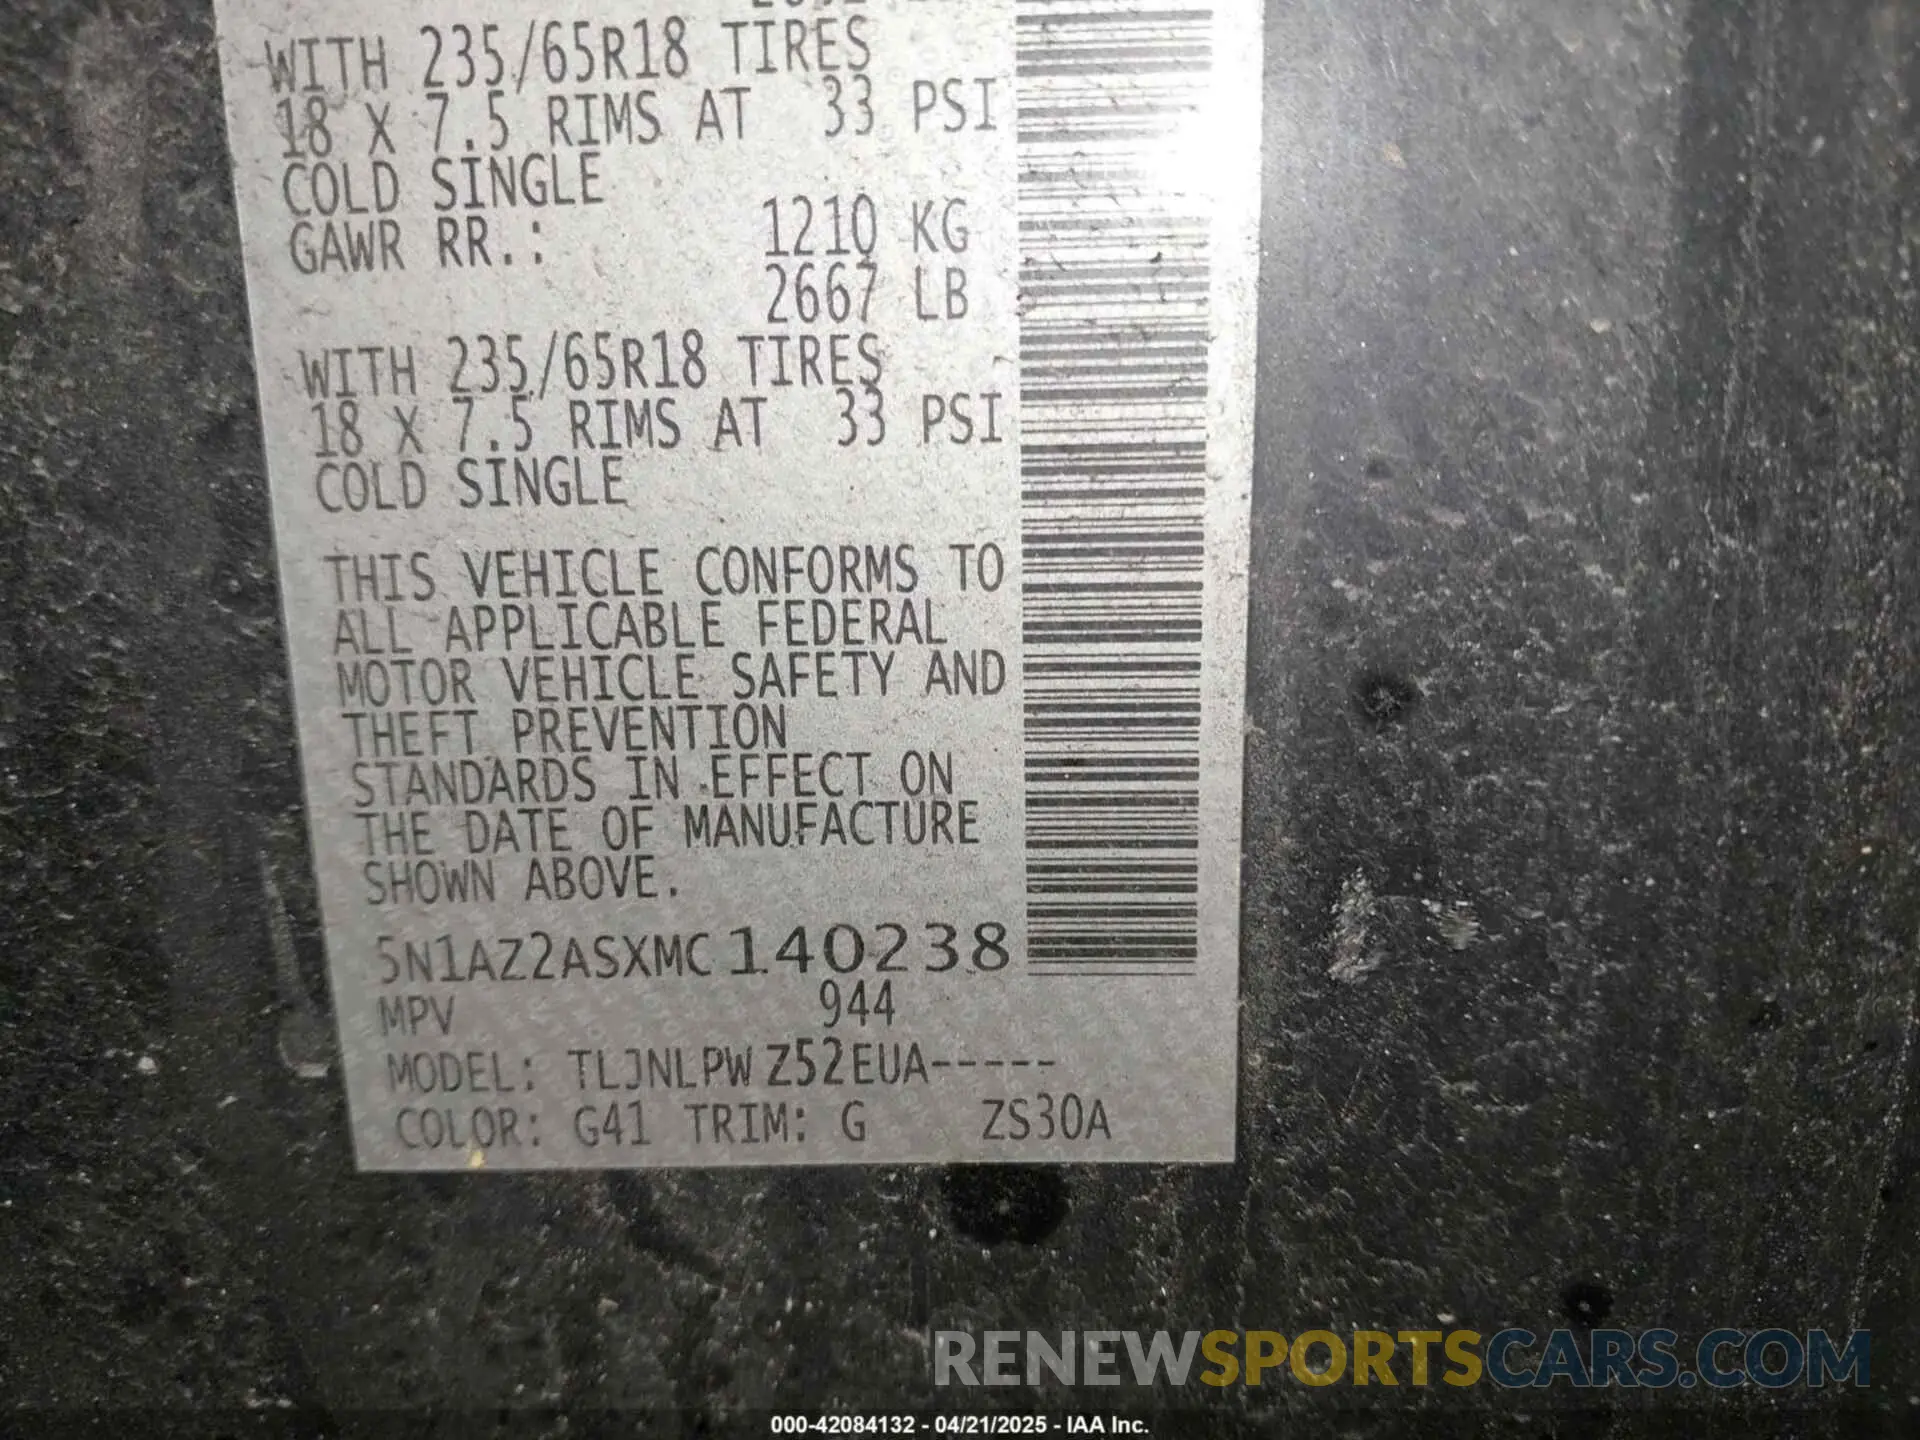 WITH 235/65R18 TIRES
18 X 7.5 RIMS AT 33 PSI
COLD SINGLE
GAWR RR.: 1210 KG
2667 LB
WITH 235/65R18 TIRES
18 X 7.5 RIMS AT 33 PSI
COLD SINGLE
THIS VEHICLE CONFORMS TO
ALL APPLICABLE FEDERAL
MOTOR VEHICLE SAFETY AND
THEFT PREVENTION
STANDARDS IN EFFECT ON
THE DATE OF MANUFACTURE
SHOWN ABOVE.
5N1AZ2ASXMC140238
MPV 944
MODEL: TLJNLPWZ52EUA-----
COLOR: G41 TRIM: G ZS30A
RENEWSPORTSCARS.COM
000-42084132 - 04/21/2025 - IAA Inc.